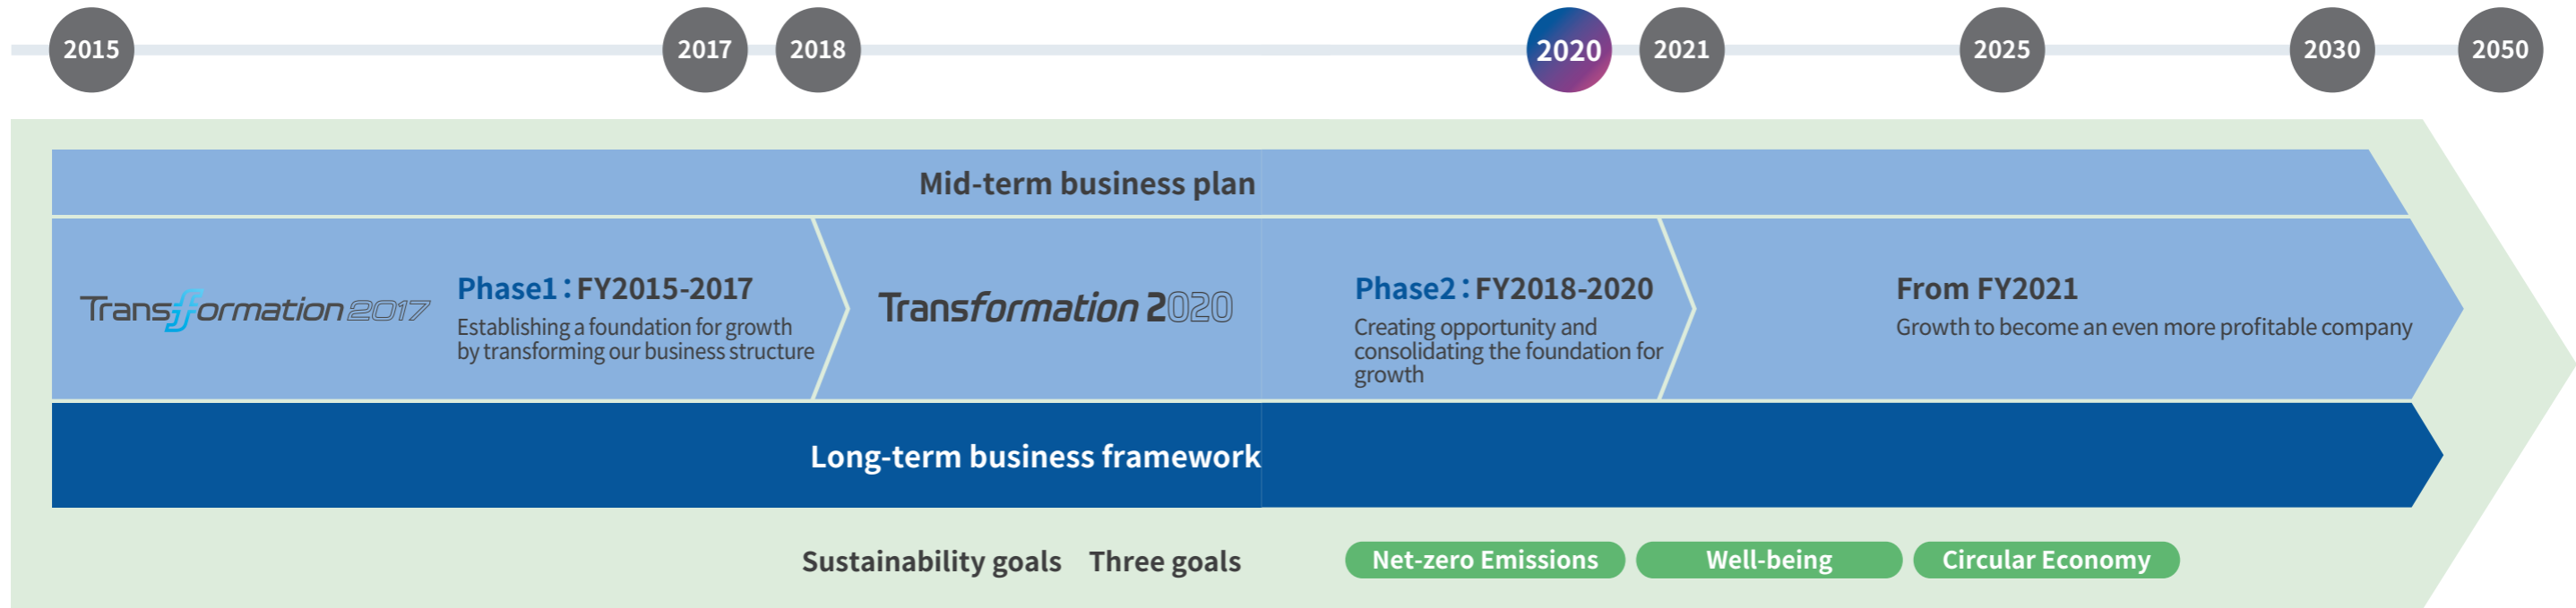 2015 2017 2018 2020 2021 2025 2030 2050
Mid-term business plan
Transformation 2017
Phase1：FY2015-2017
Establishing a foundation for growth
by transforming our business structure
Transformation 2020
Phase2：FY2018-2020
Creating opportunity and
consolidating the foundation for
growth
From FY2021
Growth to become an even more profitable company
Long-term business framework
Sustainability goals Three goals Net-zero Emissions Well-being Circular Economy